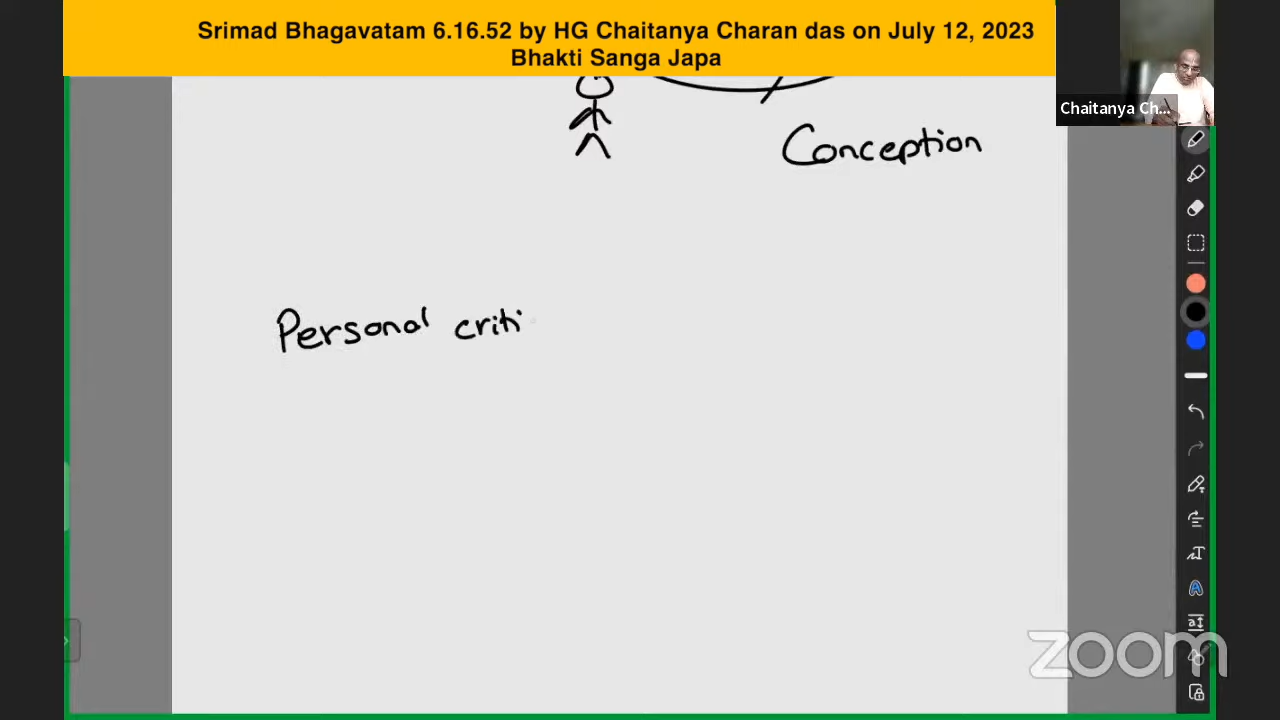 Srimad Bhagavatam 6.16.52 by HG Chaitanya Charan das on July 12, 2023
Bhakti Sanga Japa
Chaitanya Ch...
Conception
Personal criti
zoom